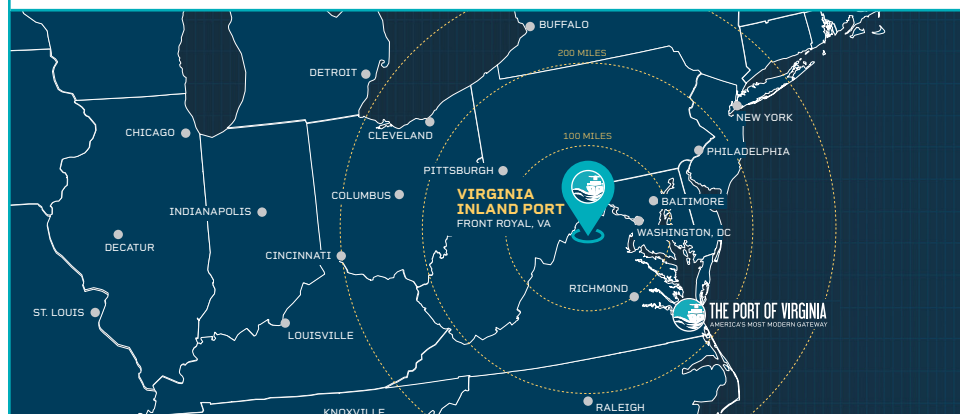 BUFFALO
200 MILES
DETROIT
NEW YORK
CHICAGO
CLEVELAND
100 MILES
PHILADELPHIA
PITTSBURGH
COLUMBUS
VIRGINIA
INLAND PORT
FRONT ROYAL, VA
BALTIMORE
INDIANAPOLIS
WASHINGTON, DC
DECATUR
CINCINNATI
RICHMOND
ST. LOUIS
THE PORT OF VIRGINIA
AMERICA'S MOST MODERN GATEWAY
LOUISVILLE
KNOXVILLE
RALEIGH